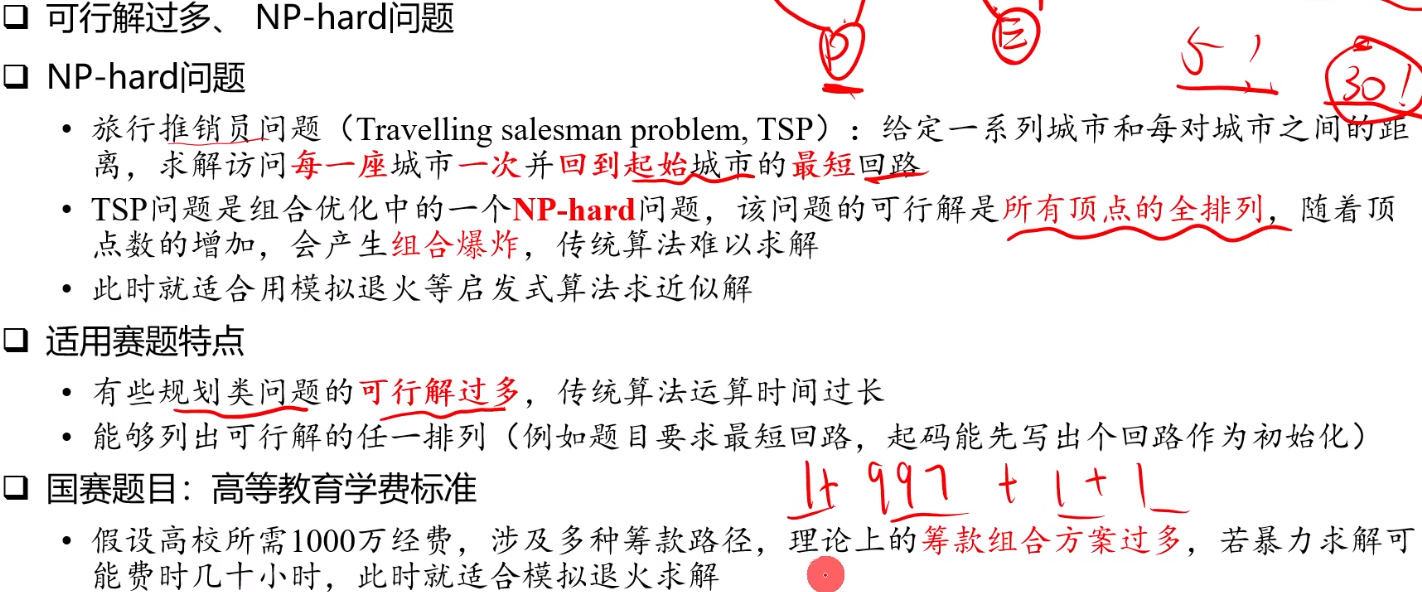 ❑ 可行解过多、 NP-hard问题
P
E
5!
30!
❑ NP-hard问题
• 旅行推销员问题（Travelling salesman problem, TSP）：给定一系列城市和每对城市之间的距
离，求解访问每一座城市一次并回到起始城市的最短回路
• TSP问题是组合优化中的一个NP-hard问题，该问题的可行解是所有顶点的全排列，随着顶
点数的增加，会产生组合爆炸，传统算法难以求解
• 此时就适合用模拟退火等启发式算法求近似解
❑ 适用赛题特点
• 有些规划类问题的可行解过多，传统算法运算时间过长
• 能够列出可行解的任一排列（例如题目要求最短回路，起码能先写出个回路作为初始化）
❑ 国赛题目：高等教育学费标准
1+ 997 + 1+1
• 假设高校所需1000万经费，涉及多种筹款路径，理论上的筹款组合方案过多，若暴力求解可
能费时几十小时，此时就适合模拟退火求解